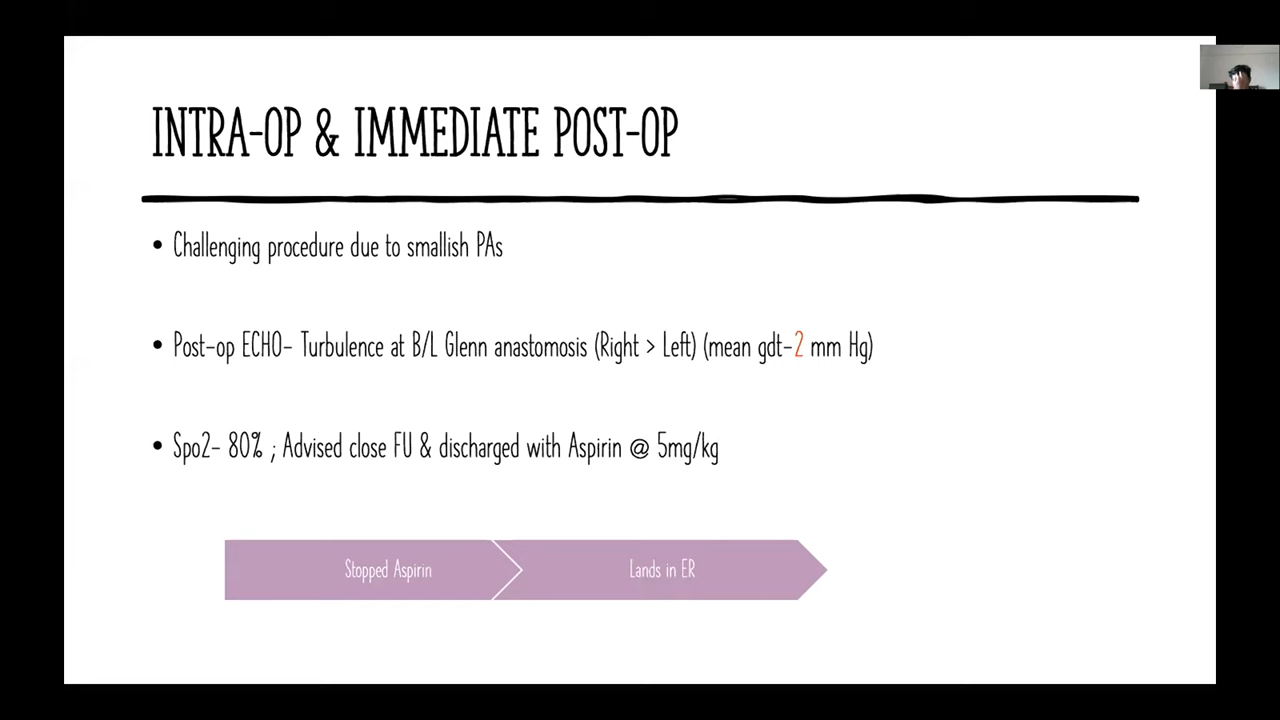 INTRA-OP & IMMEDIATE POST-OP
• Challenging procedure due to smallish PAs
• Post-op ECHO- Turbulence at B/L Glenn anastomosis (Right > Left) (mean gdt-2 mm Hg)
• Spo2- 80% ; Advised close FU & discharged with Aspirin @ 5mg/kg
Stopped Aspirin
Lands in ER